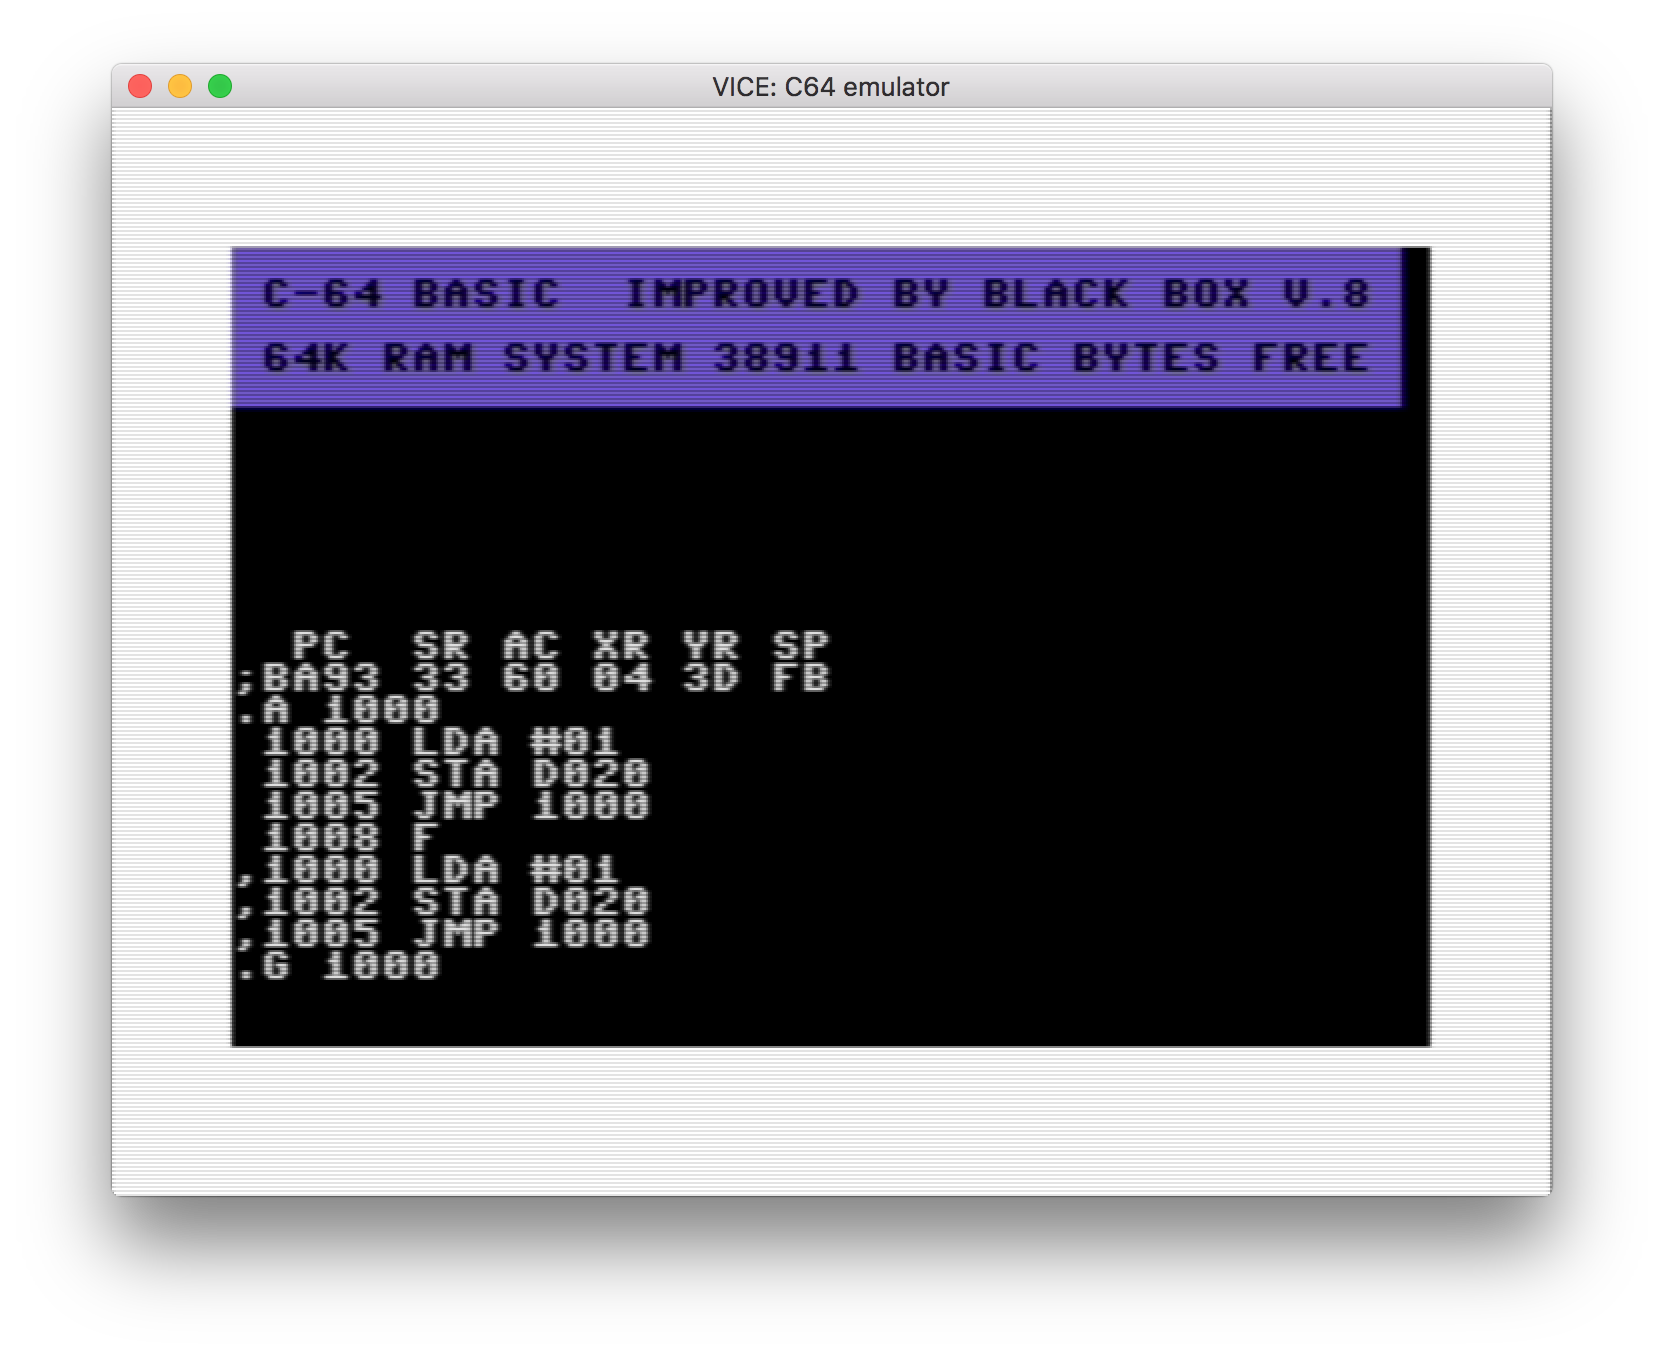 VICE: C64 emulator
C-64 BASIC  IMPROVED BY BLACK BOX V.8
64K RAM SYSTEM 38911 BASIC BYTES FREE
  PC  SR AC XR YR SP
;BA93 33 60 04 3D FB
.A 1000
 1000 LDA #01
 1002 STA D020
 1005 JMP 1000
 1008 F
,1000 LDA #01
,1002 STA D020
,1005 JMP 1000
.G 1000